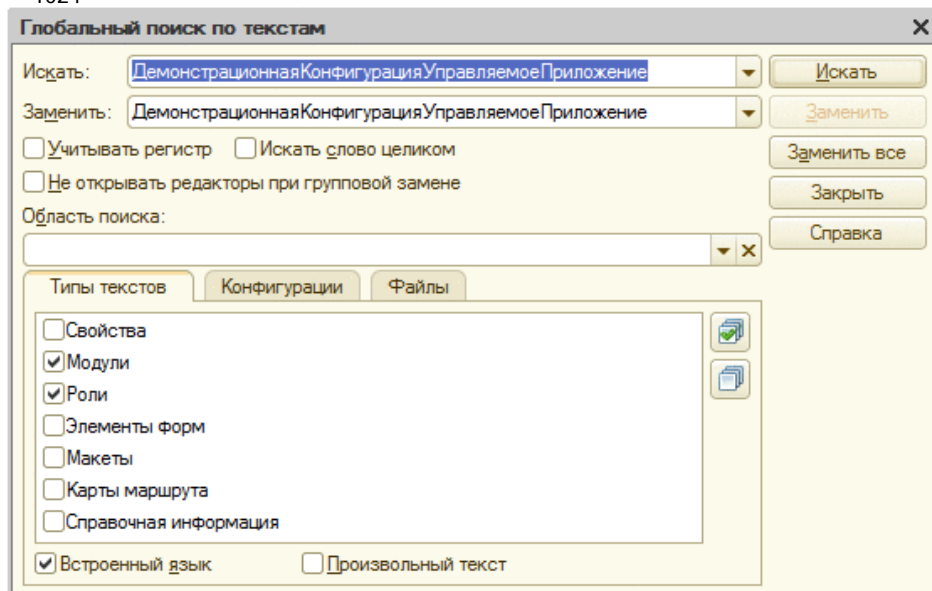 Глобальный поиск по текстам
Искать: ДемонстрационнаяКонфигурацияУправляемоеПриложение Искать
Заменить: ДемонстрационнаяКонфигурацияУправляемоеПриложение Заменить
Учитывать регистр Искать слово целиком Заменить все
Не открывать редакторы при групповой замене Закрыть
Область поиска: Справка
Типы текстов Конфигурации Файлы
Свойства
Модули
Роли
Элементы форм
Макеты
Карты маршрута
Справочная информация
Встроенный язык Произвольный текст